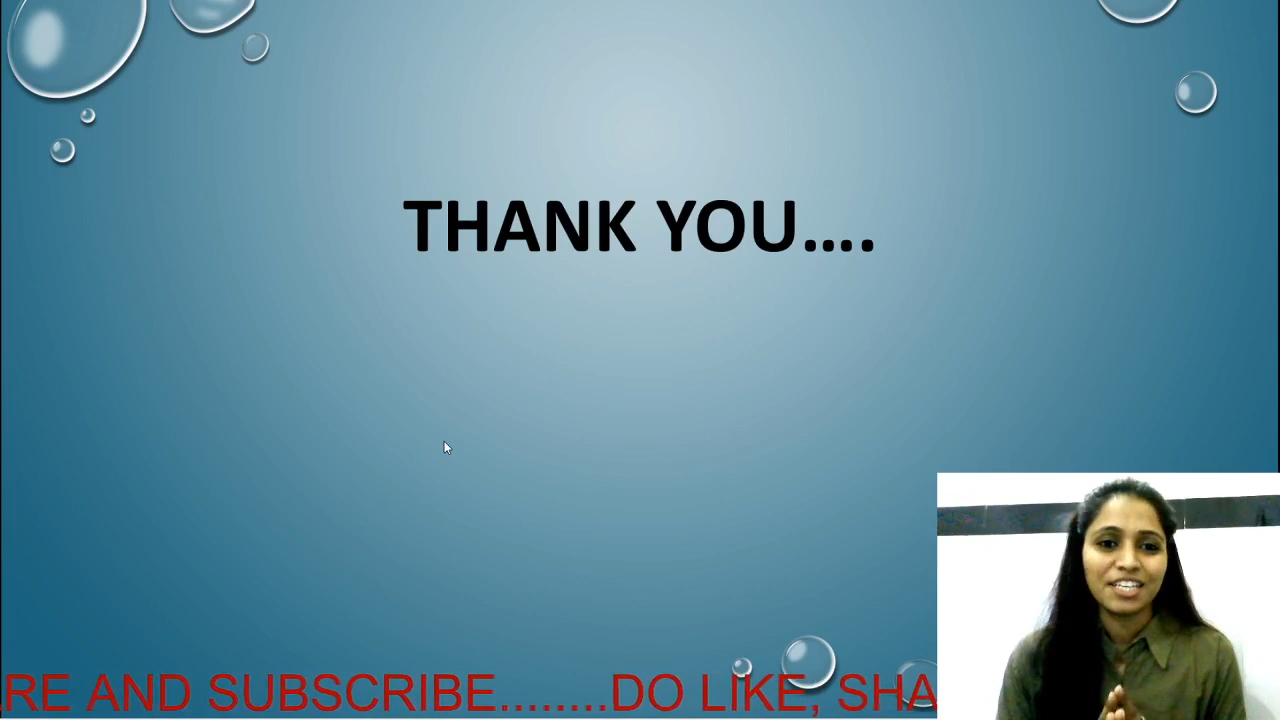 THANK YOU....
RE AND SUBSCRIBE........DO LIKE, SHA